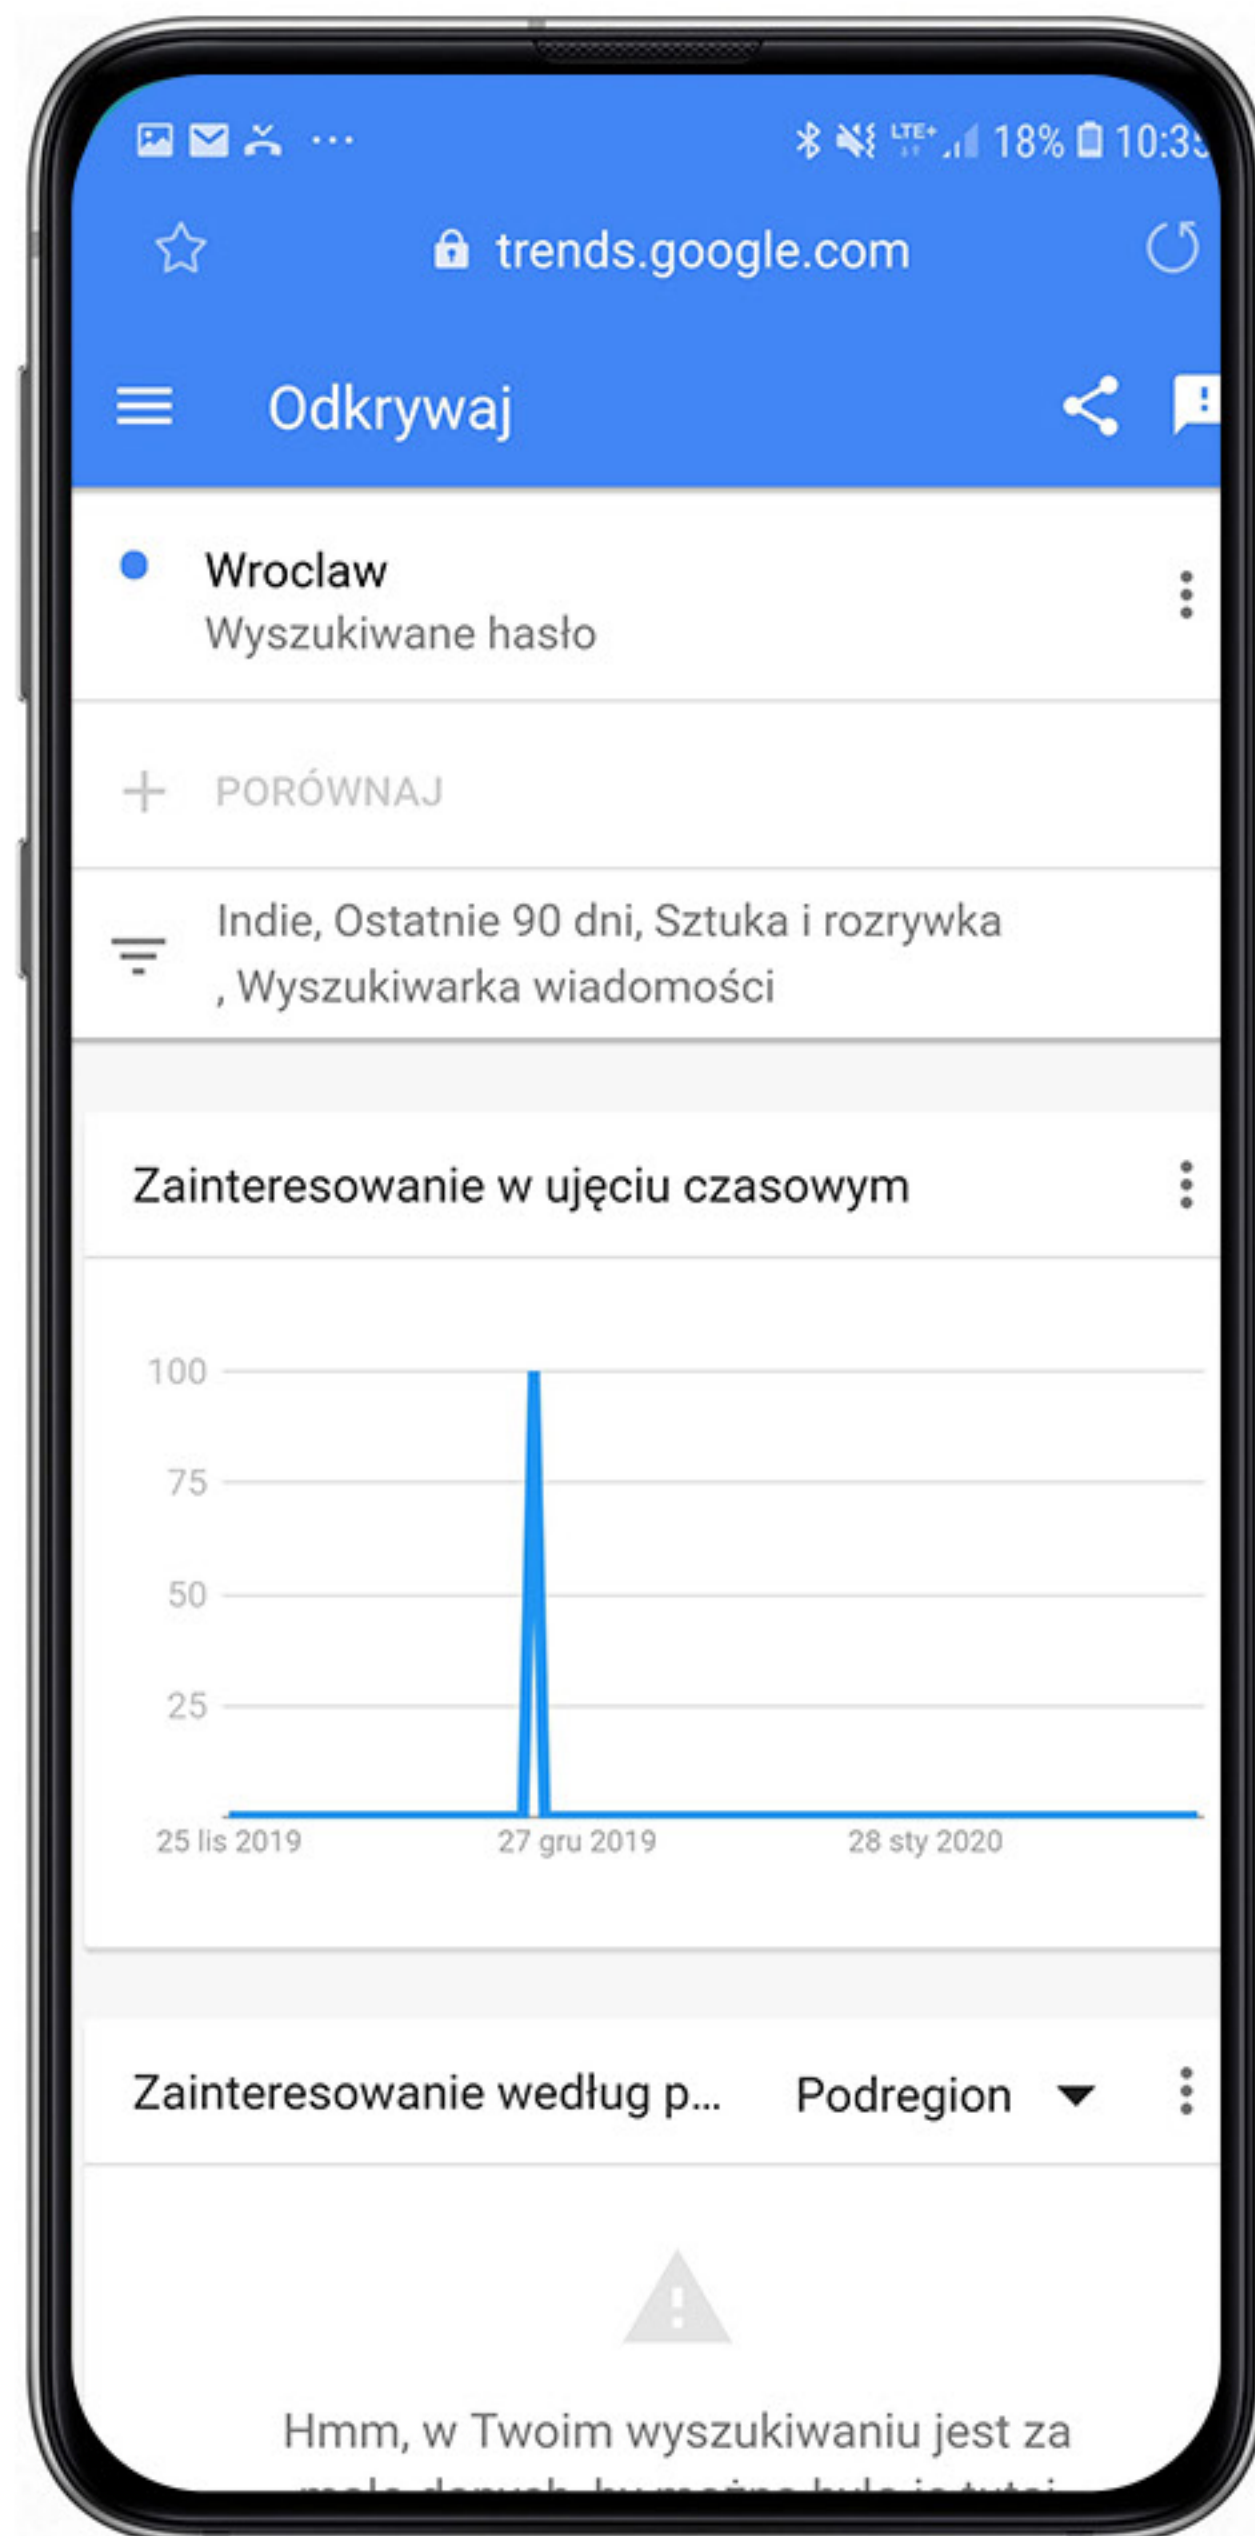 LTE+ 18% 10:35
trends.google.com
Odkrywaj
Wroclaw
Wyszukiwane hasło
+ PORÓWNAJ
Indie, Ostatnie 90 dni, Sztuka i rozrywka
, Wyszukiwarka wiadomości
Zainteresowanie w ujęciu czasowym
100
75
50
25
25 lis 2019 27 gru 2019 28 sty 2020
Zainteresowanie według p... Podregion
Hmm, w Twoim wyszukiwaniu jest za